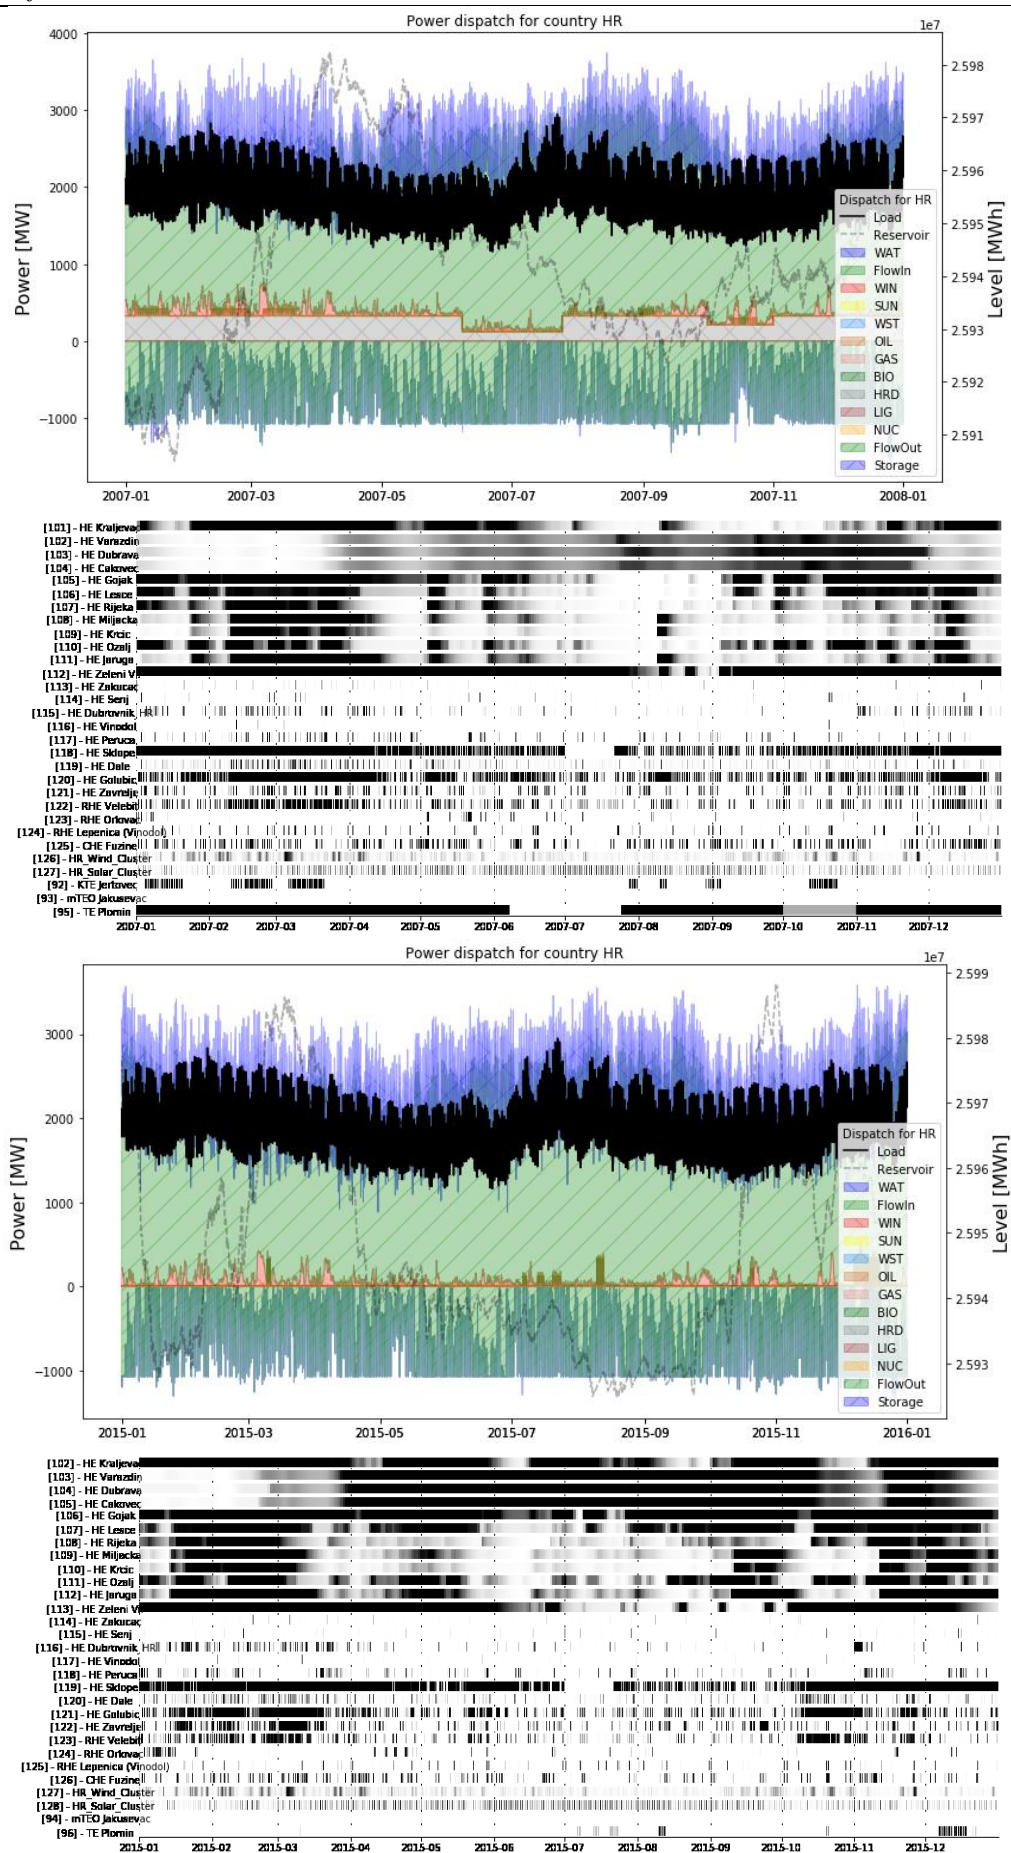 Power dispatch for country HR
1e7
4000
3000
2000
1000
0
−1000
Power [MW]
2.598
2.597
2.596
2.595
2.594
2.593
2.592
2.591
Level [MWh]
Dispatch for HR
Load
Reservoir
WAT
FlowIn
WIN
SUN
WST
OIL
GAS
BIO
HRD
LIG
NUC
FlowOut
Storage
2007-01 2007-03 2007-05 2007-07 2007-09 2007-11 2008-01
[101] - HE Kraljevac
[102] - HE Varazdin
[103] - HE Dubrava
[104] - HE Cakovec
[105] - HE Gojak
[106] - HE Lesce
[107] - HE Rijeka
[108] - HE Miljacka
[109] - HE Krcic
[110] - HE Ozalj
[111] - HE Jaruga
[112] - HE Zeleni V
[113] - HE Zakucac
[114] - HE Senj
[115] - HE Dubrovnik_HR
[116] - HE Vinodol
[117] - HE Peruca
[118] - HE Sklope
[119] - HE Dale
[120] - HE Golubic
[121] - HE Zavrelje
[122] - RHE Velebit
[123] - RHE Orlovac
[124] - RHE Lepenica (Vinodol)
[125] - CHE Fuzine
[126] - HR_Wind_Cluster
[127] - HR_Solar_Cluster
[92] - KTE Jertovec
[93] - mTEO Jakusevac
[95] - TE Plomin
2007-01 2007-02 2007-03 2007-04 2007-05 2007-06 2007-07 2007-08 2007-09 2007-10 2007-11 2007-12
Power dispatch for country HR
1e7
3000
2000
1000
0
−1000
Power [MW]
2.599
2.598
2.597
2.596
2.595
2.594
2.593
Level [MWh]
Dispatch for HR
Load
Reservoir
WAT
FlowIn
WIN
SUN
WST
OIL
GAS
BIO
HRD
LIG
NUC
FlowOut
Storage
2015-01 2015-03 2015-05 2015-07 2015-09 2015-11 2016-01
[102] - HE Kraljevac
[103] - HE Varazdin
[104] - HE Dubrava
[105] - HE Cakovec
[106] - HE Gojak
[107] - HE Lesce
[108] - HE Rijeka
[109] - HE Miljacka
[110] - HE Krcic
[111] - HE Ozalj
[112] - HE Jaruga
[113] - HE Zeleni V
[114] - HE Zakucac
[115] - HE Senj
[116] - HE Dubrovnik_HR
[117] - HE Vinodol
[118] - HE Peruca
[119] - HE Sklope
[120] - HE Dale
[121] - HE Golubic
[122] - HE Zavrelje
[123] - RHE Velebit
[124] - RHE Orlovac
[125] - RHE Lepenica (Vinodol)
[126] - CHE Fuzine
[127] - HR_Wind_Cluster
[128] - HR_Solar_Cluster
[94] - mTEO Jakusevac
[96] - TE Plomin
2015-01 2015-02 2015-03 2015-04 2015-05 2015-06 2015-07 2015-08 2015-09 2015-10 2015-11 2015-12